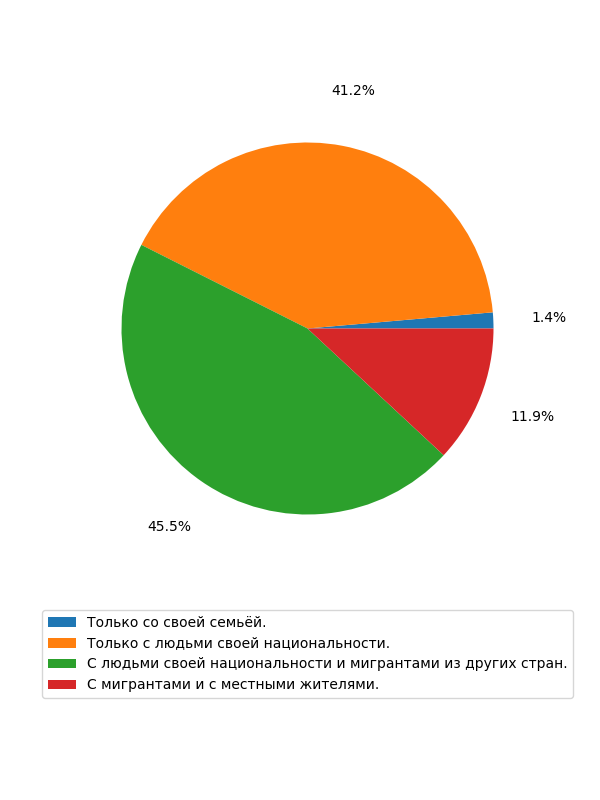 41.2%
1.4%
11.9%
45.5%
Только со своей семьёй.
Только с людьми своей национальности.
С людьми своей национальности и мигрантами из других стран.
С мигрантами и с местными жителями.